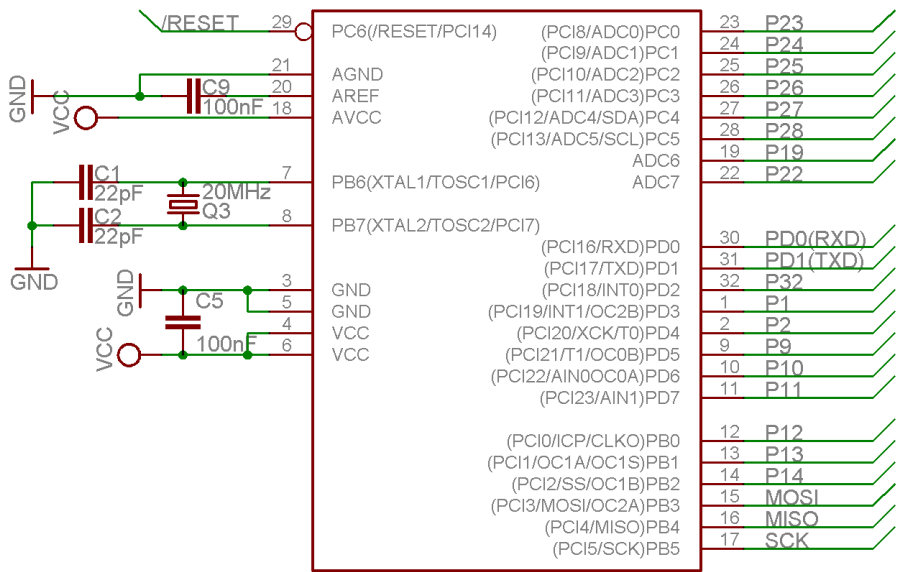 /RESET 29 PC6(/RESET/PCI14) (PCI8/ADC0)PC0 23 P23
(PCI9/ADC1)PC1 24 P24
GND 21 AGND (PCI10/ADC2)PC2 25 P25
C9 100nF 20 AREF (PCI11/ADC3)PC3 26 P26
VCC 18 AVCC (PCI12/ADC4/SDA)PC4 27 P27
(PCI13/ADC5/SCL)PC5 28 P28
ADC6 19 P19
C1 22pF 7 PB6(XTAL1/TOSC1/PCI6) ADC7 22 P22
20MHz
Q3
C2 22pF 8 PB7(XTAL2/TOSC2/PCI7)
(PCI16/RXD)PD0 30 PD0(RXD)
(PCI17/TXD)PD1 31 PD1(TXD)
GND
GND 3 GND (PCI18/INT0)PD2 32 P32
C5 5 GND (PCI19/INT1/OC2B)PD3 1 P1
100nF 4 VCC (PCI20/XCK/T0)PD4 2 P2
VCC 6 VCC (PCI21/T1/OC0B)PD5 9 P9
(PCI22/AIN0OC0A)PD6 10 P10
(PCI23/AIN1)PD7 11 P11
(PCI0/ICP/CLKO)PB0 12 P12
(PCI1/OC1A/OC1S)PB1 13 P13
(PCI2/SS/OC1B)PB2 14 P14
(PCI3/MOSI/OC2A)PB3 15 MOSI
(PCI4/MISO)PB4 16 MISO
(PCI5/SCK)PB5 17 SCK